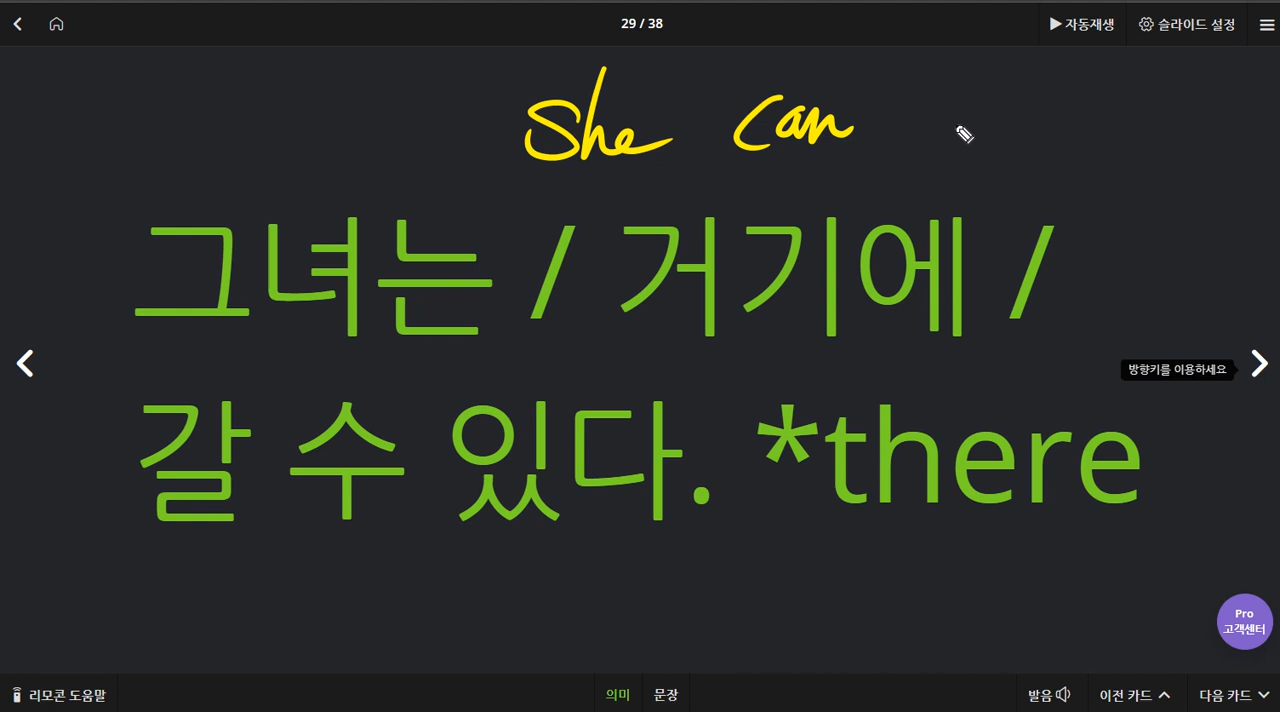 29 / 38
자동재생
슬라이드 설정
She can
그녀는 / 거기에 /
갈 수 있다. *there
방향키를 이용하세요
Pro
고객센터
리모콘 도움말
의미
문장
발음
이전 카드
다음 카드